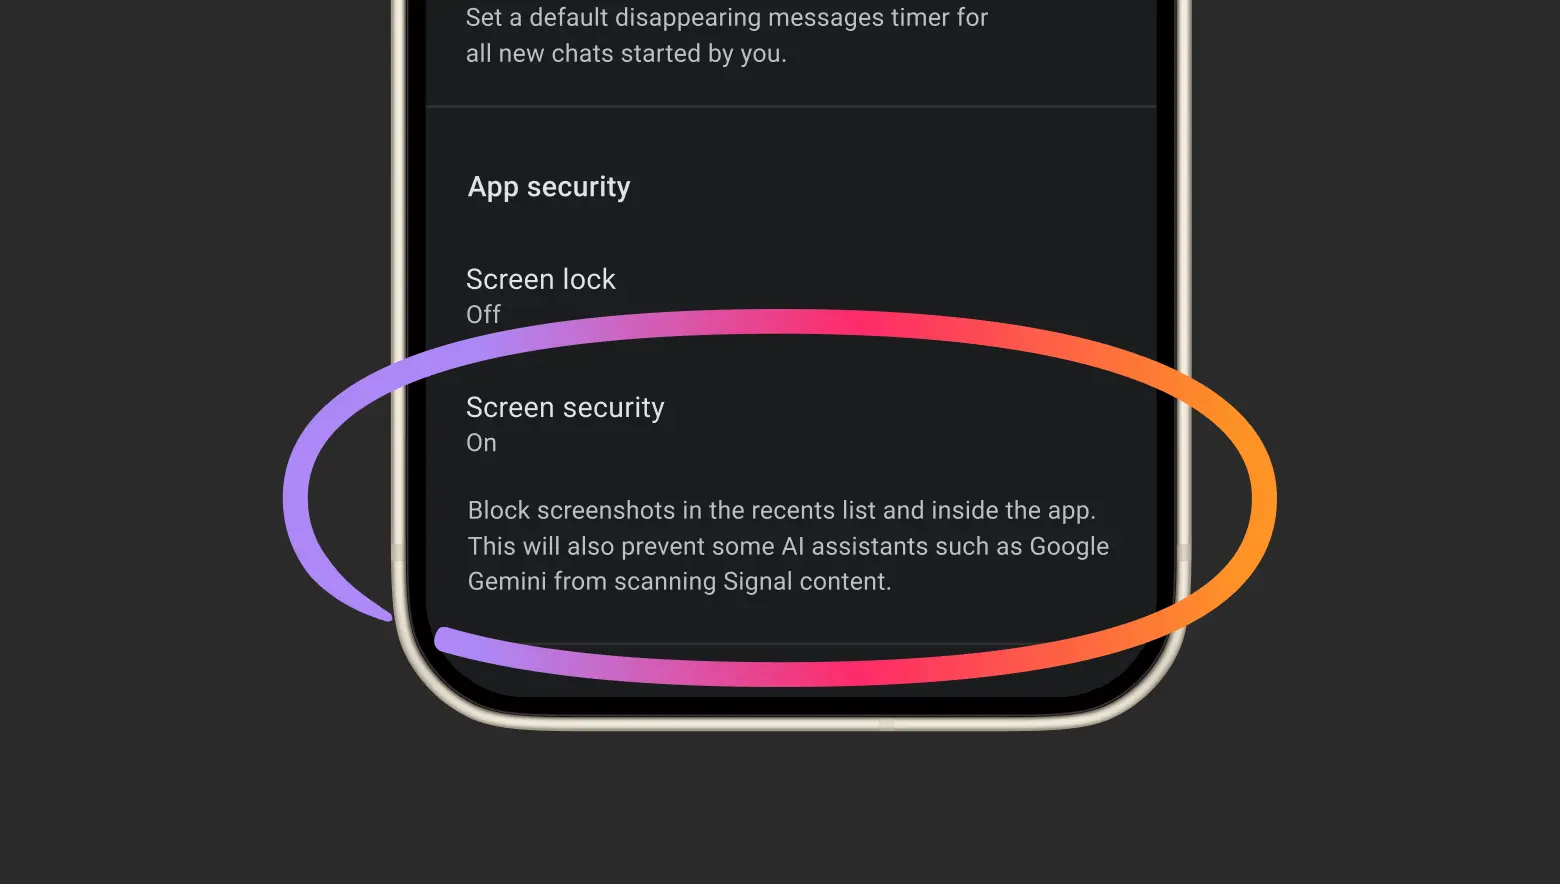 Set a default disappearing messages timer for
all new chats started by you.
App security
Screen lock
Off
Screen security
On
Block screenshots in the recents list and inside the app.
This will also prevent some AI assistants such as Google
Gemini from scanning Signal content.